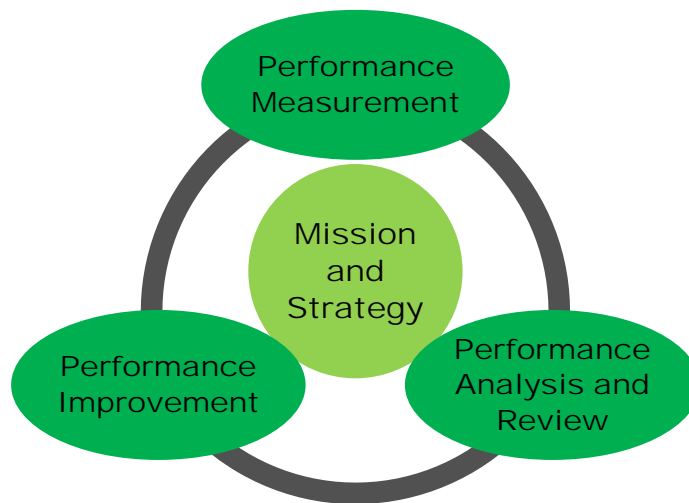 Performance
Measurement
Mission
and
Strategy
Performance
Improvement
Performance
Analysis and
Review